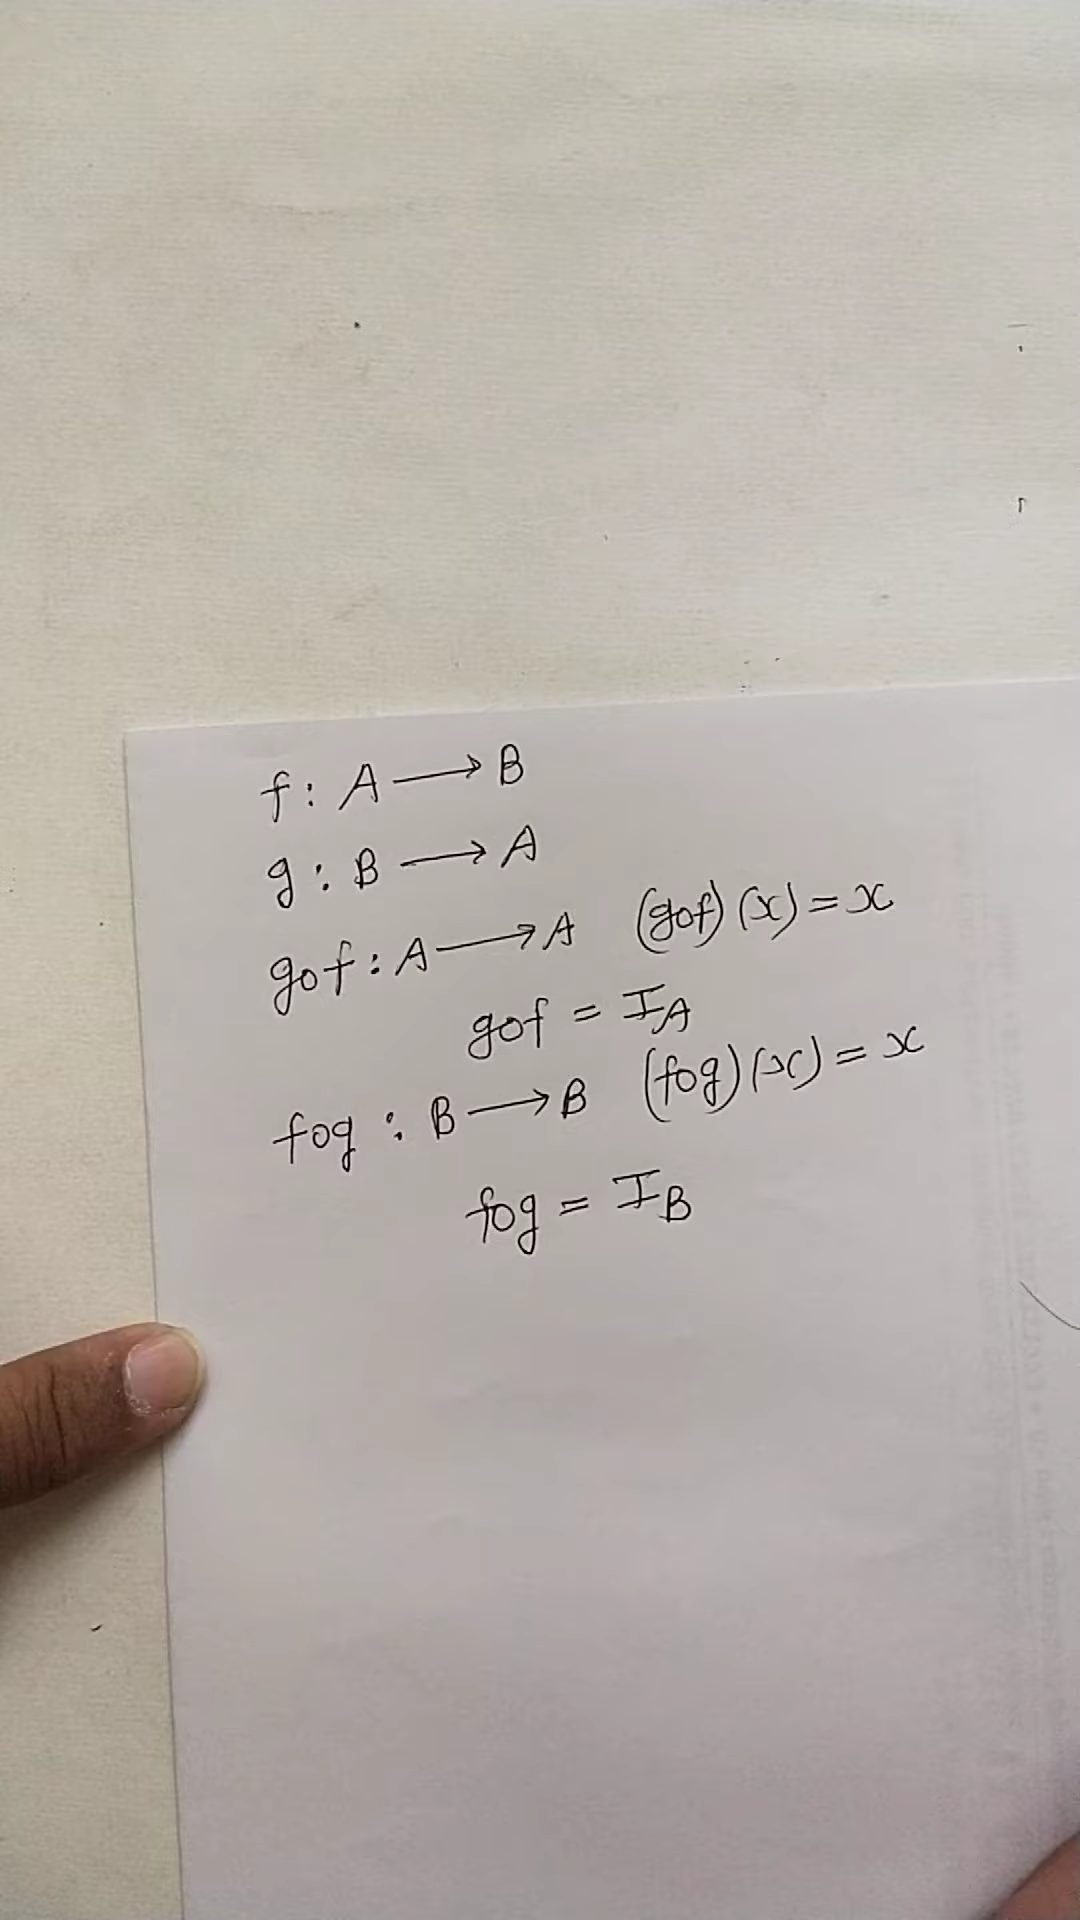 f: A ⟶ B
g: B ⟶ A
gof: A ⟶ A (gof)(x) = x
gof = I_A
fog: B ⟶ B (fog)(x) = x
fog = I_B